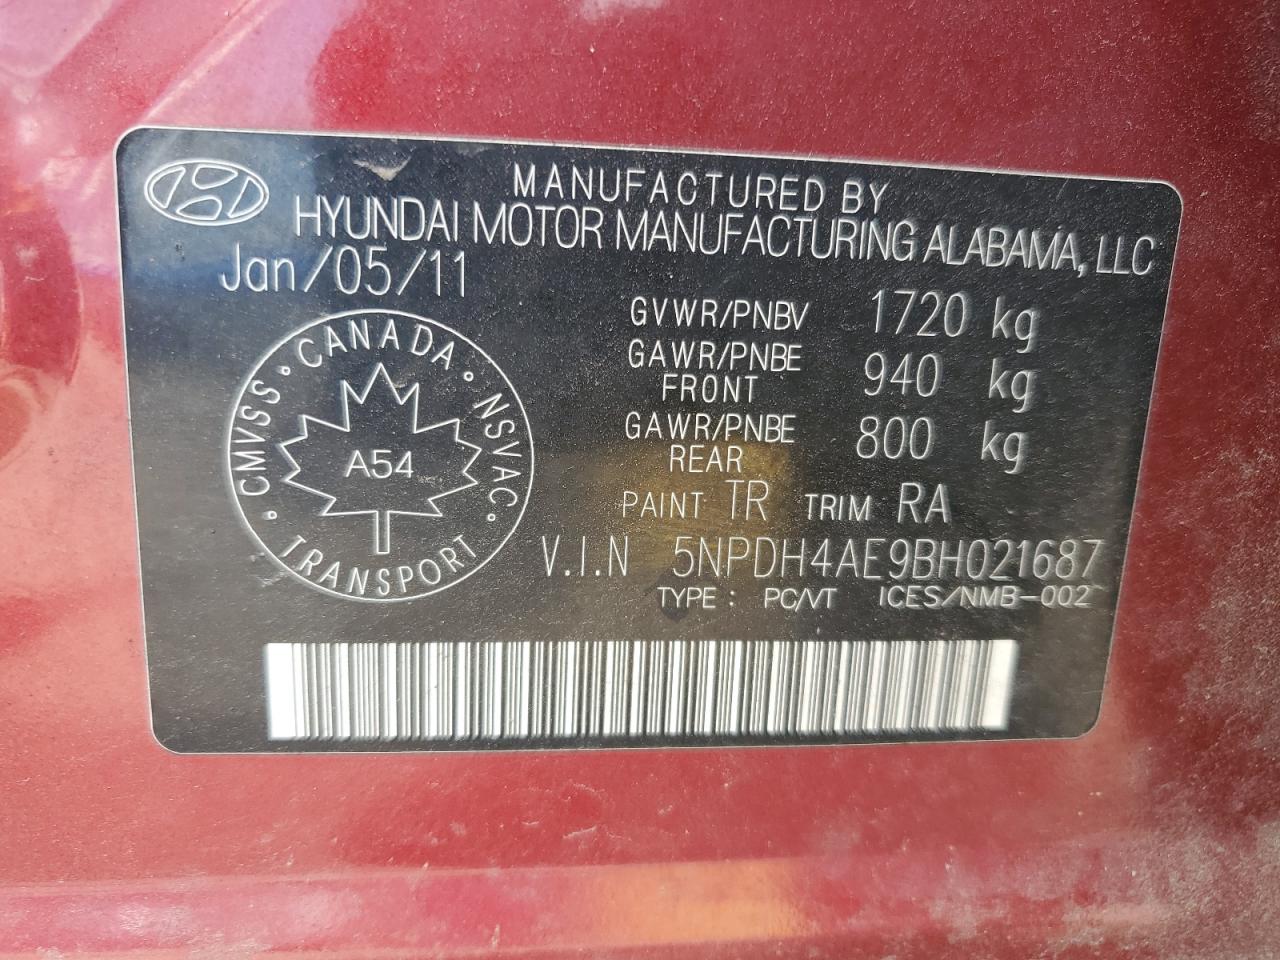 MANUFACTURED BY
HYUNDAI MOTOR MANUFACTURING ALABAMA, LLC
Jan/05/11
GVWR/PNBV 1720 kg
GAWR/PNBE FRONT 940 kg
GAWR/PNBE REAR 800 kg
PAINT TR TRIM RA
V.I.N 5NPDH4AE9BH021687
TYPE: PC/VT ICES/NMB-002
CMVSS · CANADA · NSVAC · TRANSPORT ·
A54